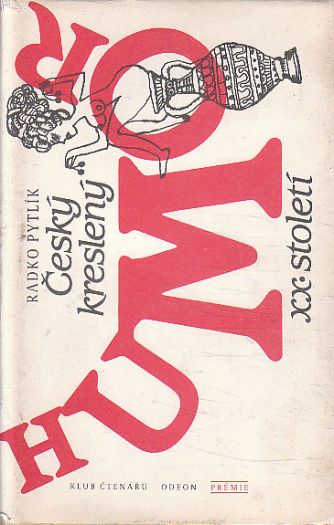 RADKO PYTLÍK
Český
kreslený
HUMOR
XX. století
KLUB ČTENÁŘŮ ODEON PRÉMIE